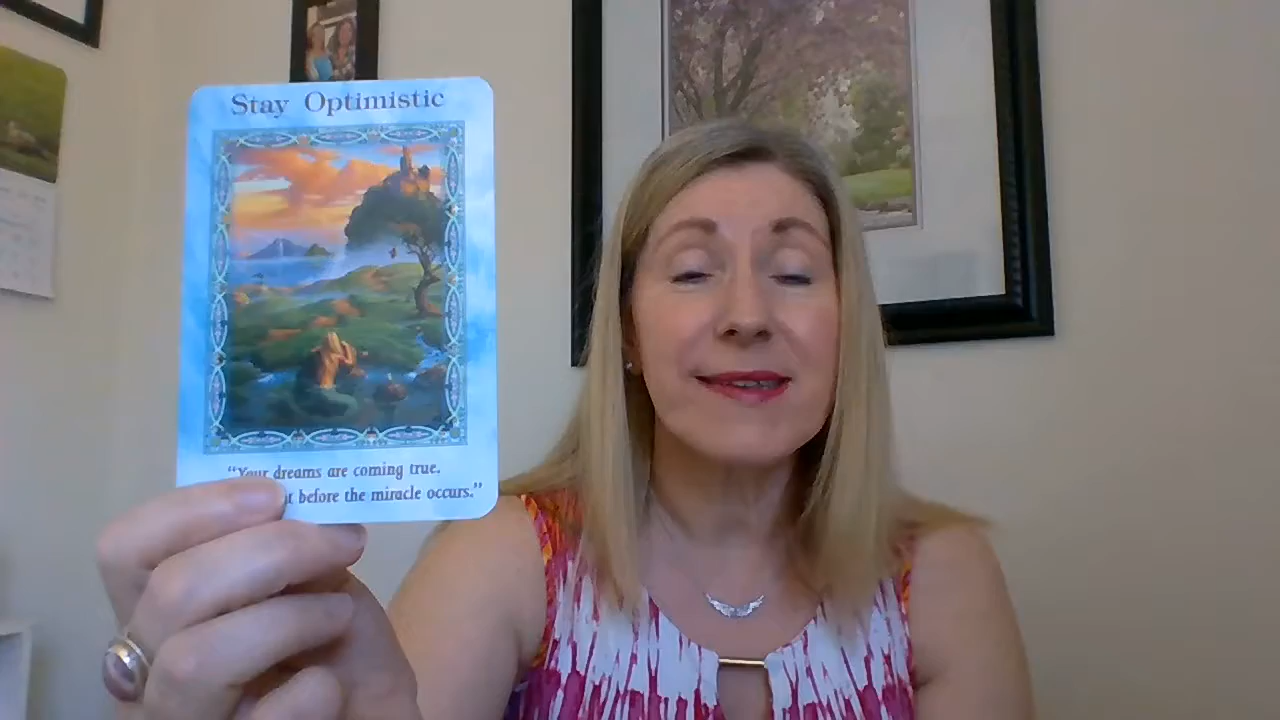 Stay Optimistic
"Your dreams are coming true.
before the miracle occurs."